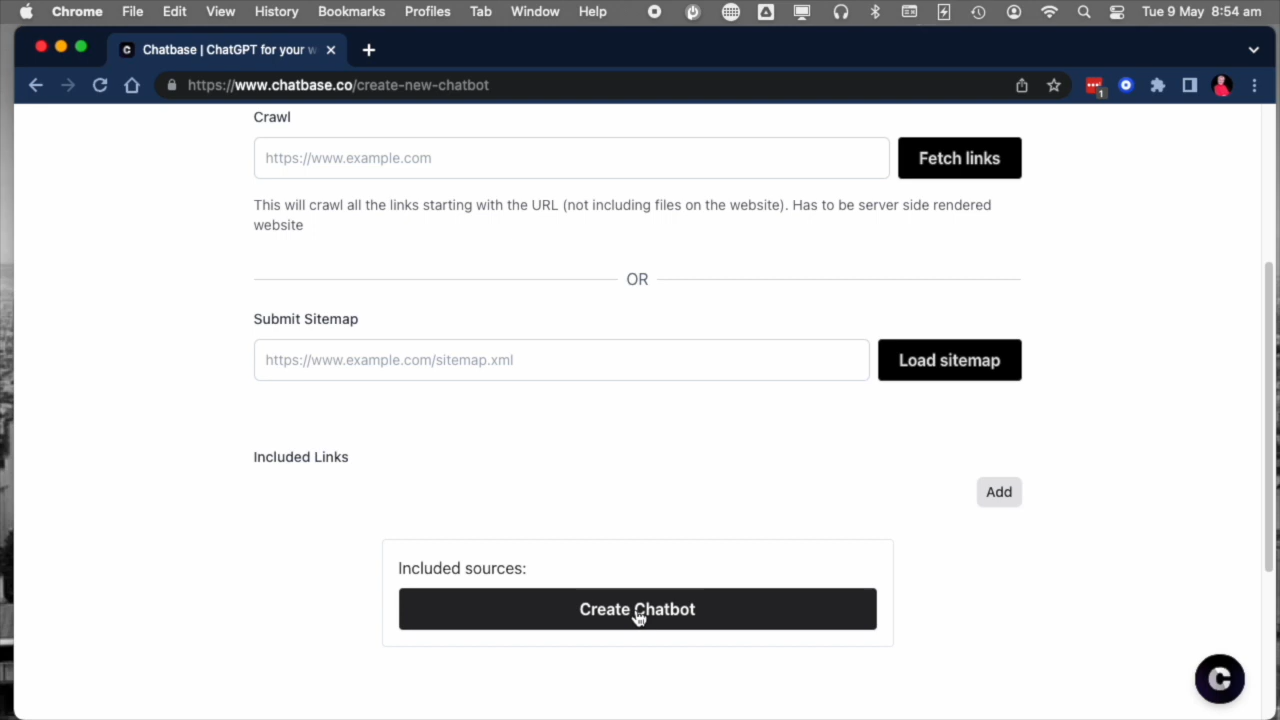 Chrome File Edit View History Bookmarks Profiles Tab Window Help Tue 9 May 8:54 am
Chatbase | ChatGPT for your w
https://www.chatbase.co/create-new-chatbot
1
Crawl
https://www.example.com
Fetch links
This will crawl all the links starting with the URL (not including files on the website). Has to be server side rendered
website
OR
Submit Sitemap
https://www.example.com/sitemap.xml
Load sitemap
Included Links
Add
Included sources:
Create Chatbot
C